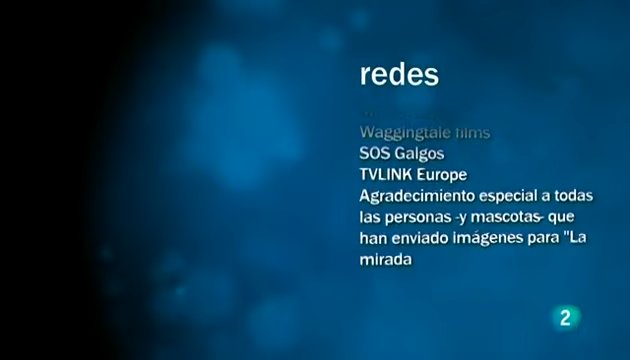 redes
Waggingtale films
SOS Galgos
TVLINK Europe
Agradecimiento especial a todas
las personas -y mascotas- que
han enviado imágenes para "La
mirada
2